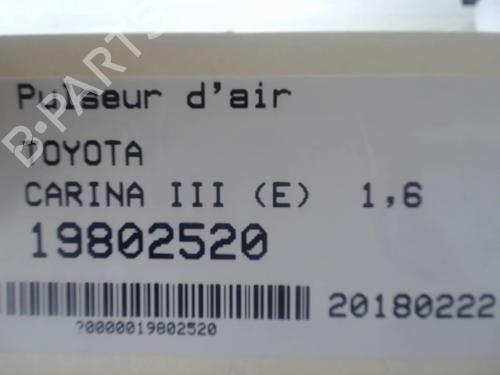 Pulseur d'air
TOYOTA
CARINA III (E) 1,6
19802520
20180222
?0000019802520
B-PARTS